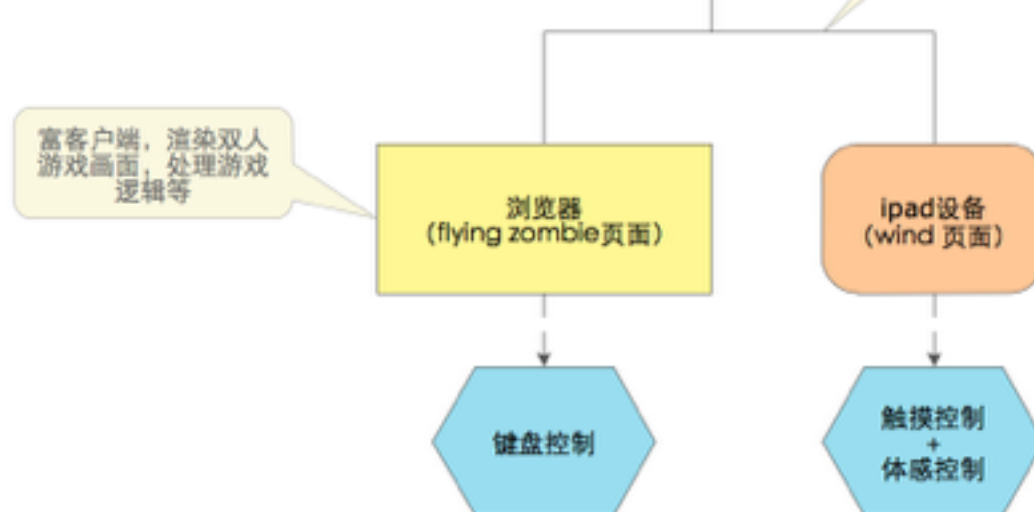 富客户端，渲染双人
游戏画面，处理游戏
逻辑等
浏览器
（flying zombie页面）
ipad设备
（wind 页面）
键盘控制
触摸控制
+
体感控制